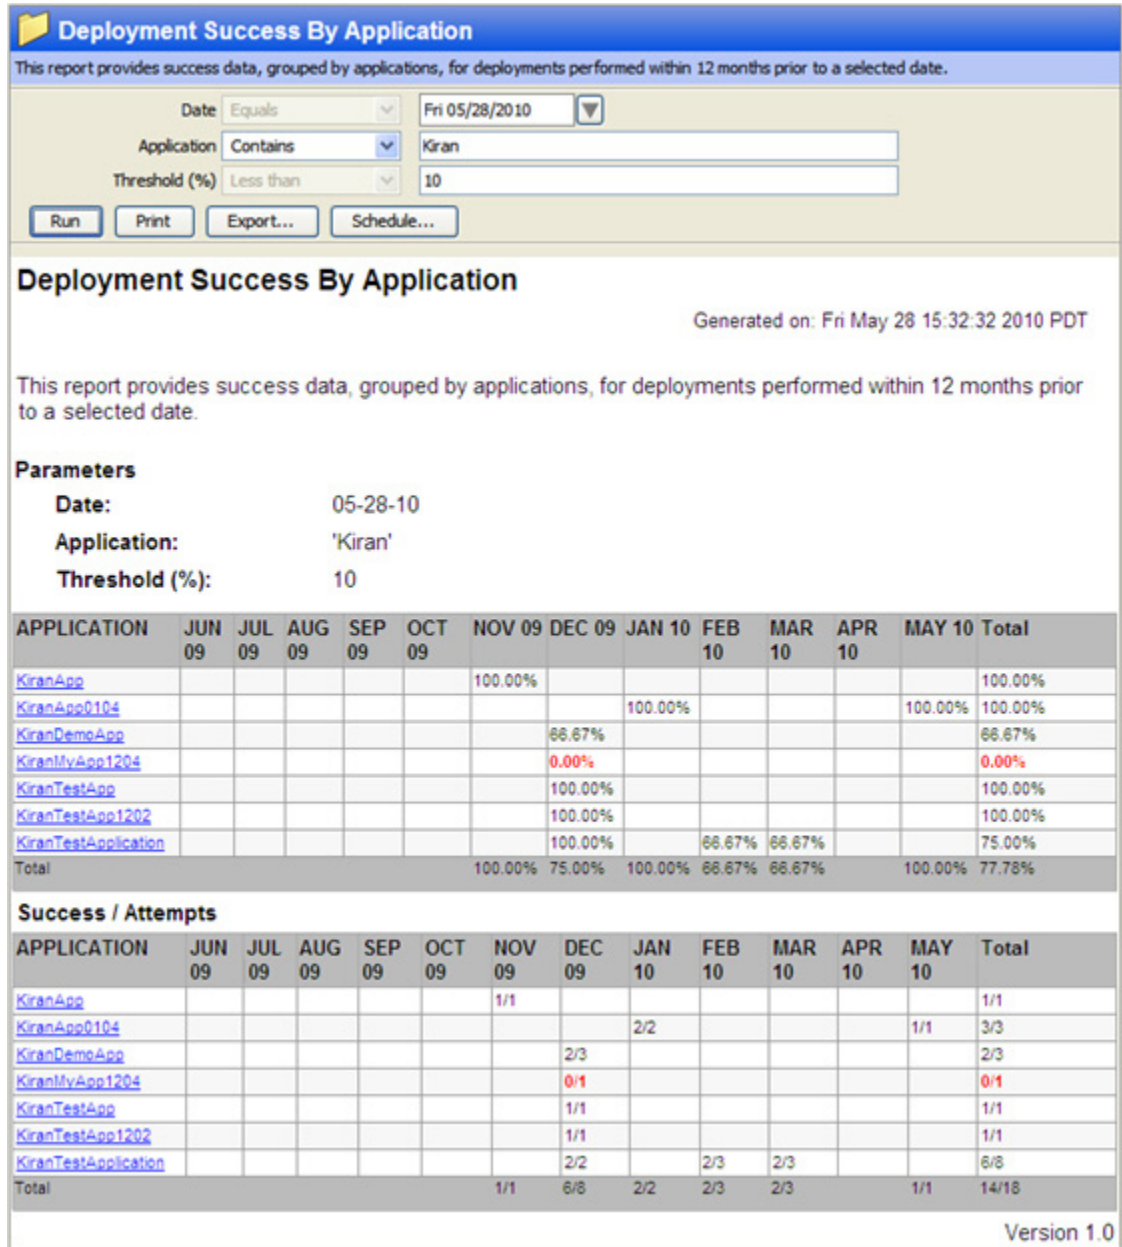 Deployment Success By Application
This report provides success data, grouped by applications, for deployments performed within 12 months prior to a selected date.
Date Equals Fri 05/28/2010
Application Contains Kiran
Threshold (%) Less than 10
Run Print Export... Schedule...
Deployment Success By Application
Generated on: Fri May 28 15:32:32 2010 PDT
This report provides success data, grouped by applications, for deployments performed within 12 months prior
to a selected date.
Parameters
Date: 05-28-10
Application: 'Kiran'
Threshold (%): 10
APPLICATION JUN 09 JUL 09 AUG 09 SEP 09 OCT 09 NOV 09 DEC 09 JAN 10 FEB 10 MAR 10 APR 10 MAY 10 Total
KiranApp 100.00% 100.00%
KiranApp0104 100.00% 100.00% 100.00%
KiranDemoApp 66.67% 66.67%
KiranMyApp1204 0.00% 0.00%
KiranTestApp 100.00% 100.00%
KiranTestApp1202 100.00% 100.00%
KiranTestApplication 100.00% 66.67% 66.67% 75.00%
Total 100.00% 75.00% 100.00% 66.67% 66.67% 100.00% 77.78%
Success / Attempts
APPLICATION JUN 09 JUL 09 AUG 09 SEP 09 OCT 09 NOV 09 DEC 09 JAN 10 FEB 10 MAR 10 APR 10 MAY 10 Total
KiranApp 1/1 1/1
KiranApp0104 2/2 1/1 3/3
KiranDemoApp 2/3 2/3
KiranMyApp1204 0/1 0/1
KiranTestApp 1/1 1/1
KiranTestApp1202 1/1 1/1
KiranTestApplication 2/2 2/3 2/3 6/8
Total 1/1 6/8 2/2 2/3 2/3 1/1 14/18
Version 1.0